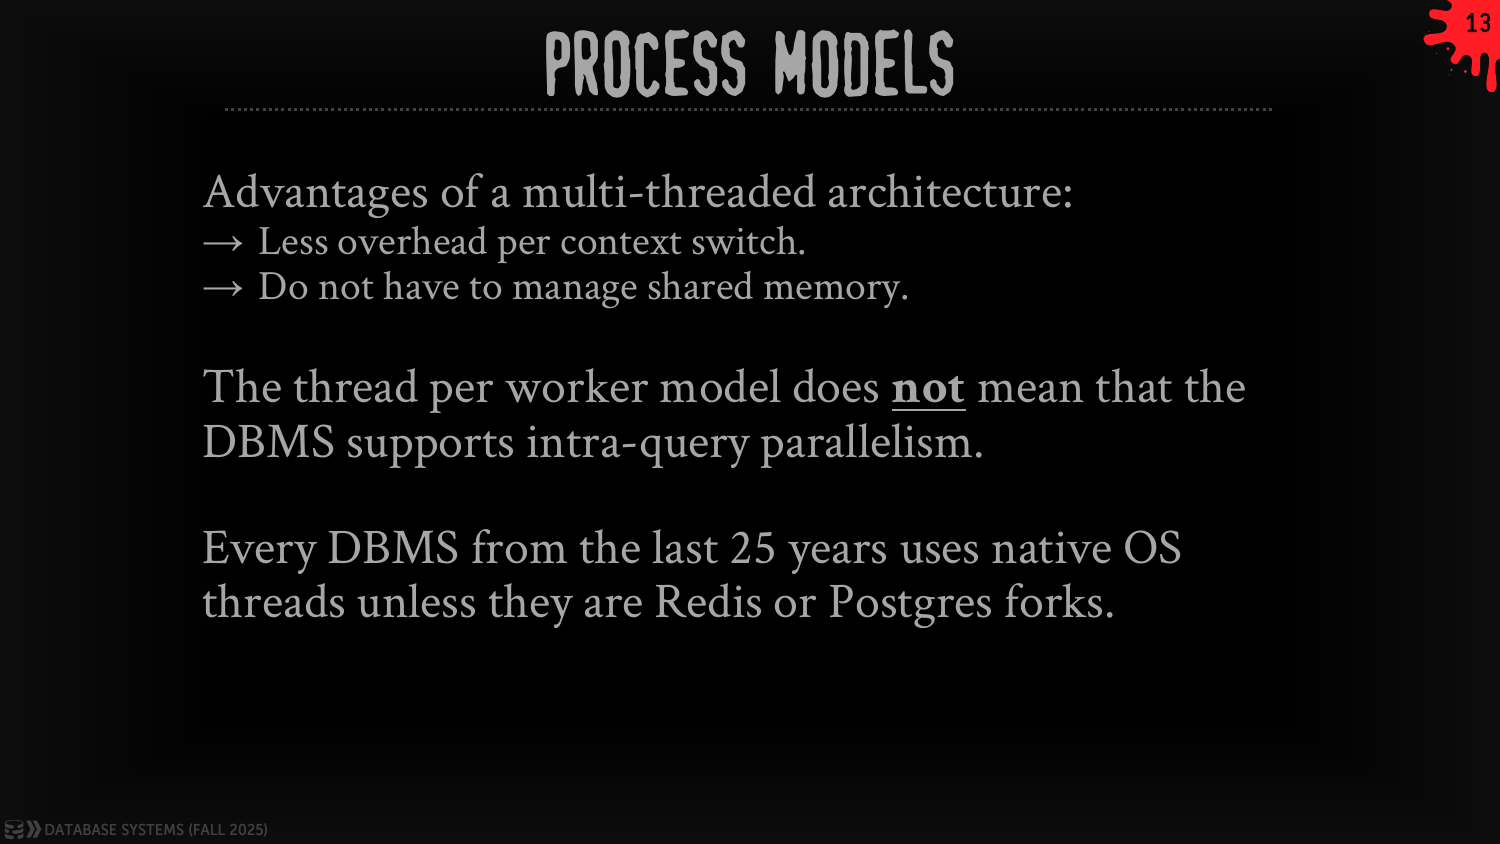 13
PROCESS MODELS
Advantages of a multi-threaded architecture:
→ Less overhead per context switch.
→ Do not have to manage shared memory.
The thread per worker model does not mean that the
DBMS supports intra-query parallelism.
Every DBMS from the last 25 years uses native OS
threads unless they are Redis or Postgres forks.
DATABASE SYSTEMS (FALL 2025)